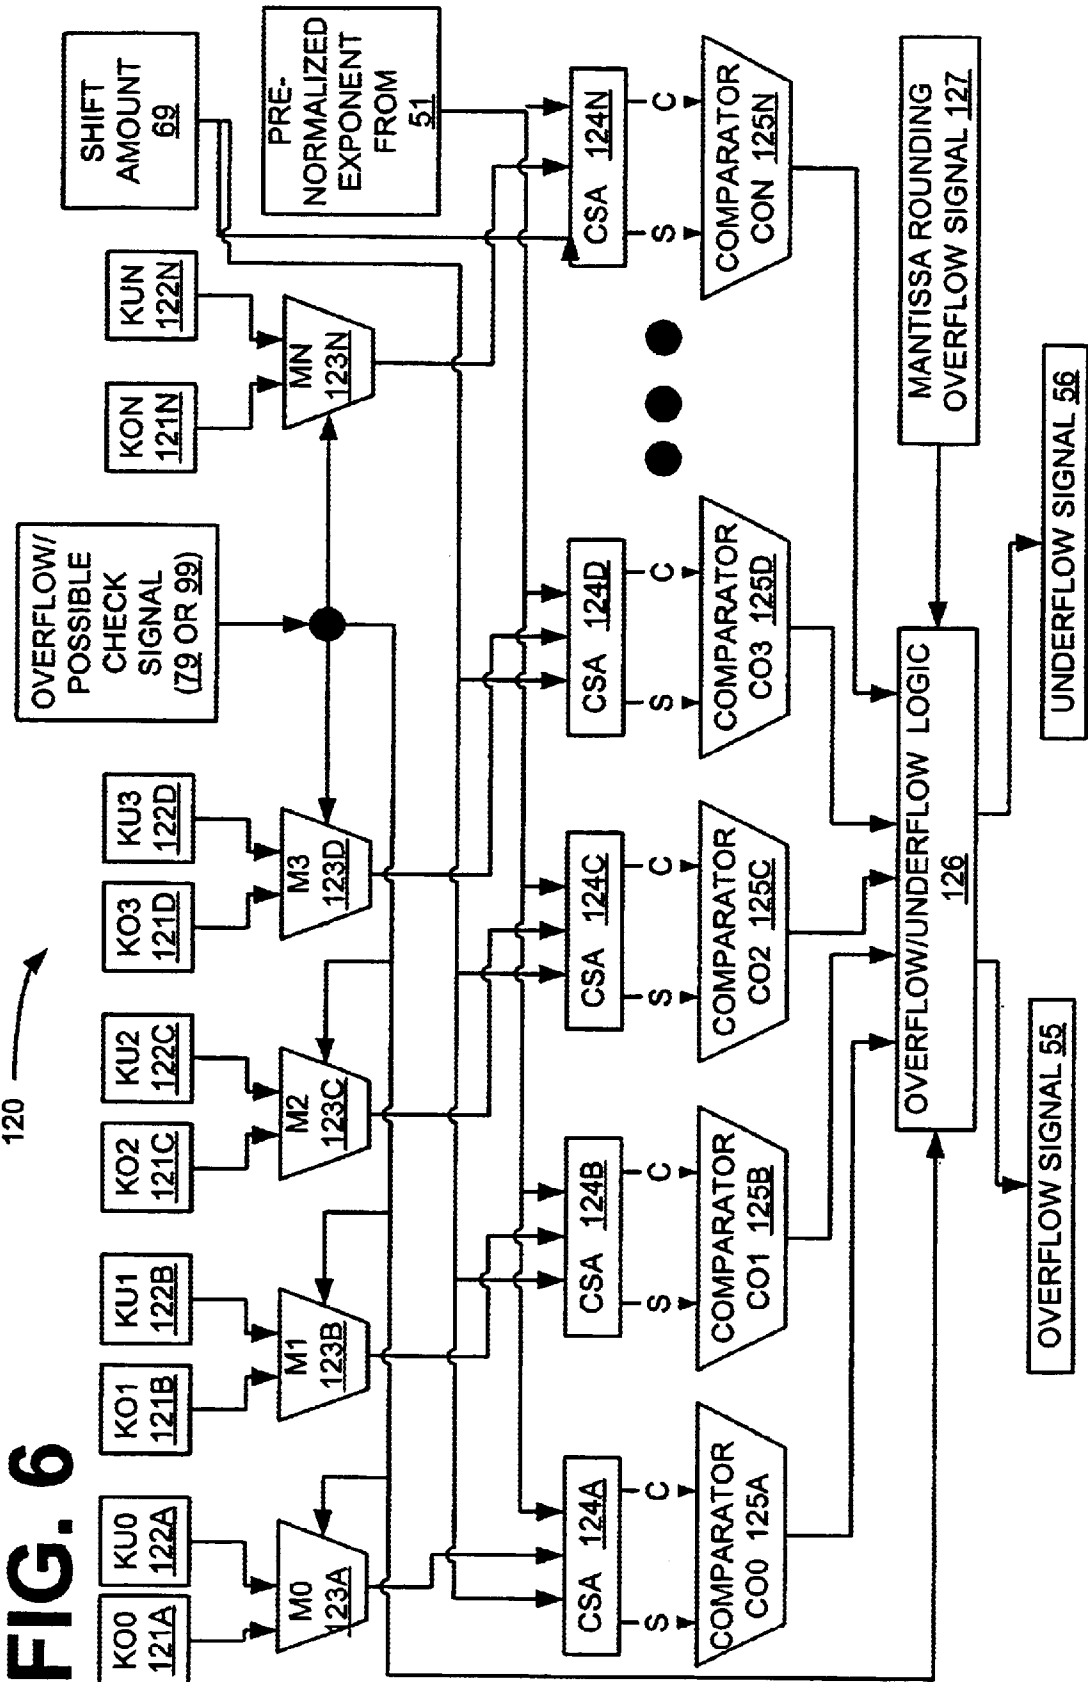 FIG. 6
120
KO0
121A
KU0
122A
KO1
121B
KU1
122B
KO2
121C
KU2
122C
KO3
121D
KU3
122D
OVERFLOW/
POSSIBLE
CHECK
SIGNAL
(79 OR 99)
KON
121N
KUN
122N
SHIFT
AMOUNT
69
PRE-
NORMALIZED
EXPONENT
FROM
51
M0
123A
M1
123B
M2
123C
M3
123D
MN
123N
CSA 124A
CSA 124B
CSA 124C
CSA 124D
CSA 124N
S C
S C
S C
S C
S C
COMPARATOR
CO0 125A
COMPARATOR
CO1 125B
COMPARATOR
CO2 125C
COMPARATOR
CO3 125D
COMPARATOR
CON 125N
OVERFLOW/UNDERFLOW LOGIC
126
MANTISSA ROUNDING
OVERFLOW SIGNAL 127
OVERFLOW SIGNAL 55
UNDERFLOW SIGNAL 56